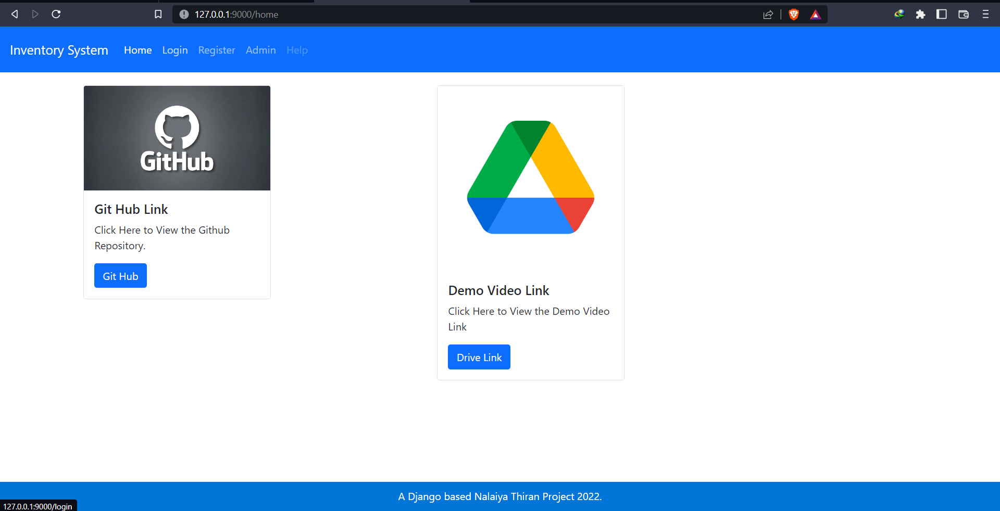 127.0.0.1:9000/home
Inventory System Home Login Register Admin Help
GitHub
Git Hub Link
Click Here to View the Github
Repository.
Git Hub
Demo Video Link
Click Here to View the Demo Video
Link
Drive Link
A Django based Nalaiya Thiran Project 2022.
127.0.0.1:9000/login